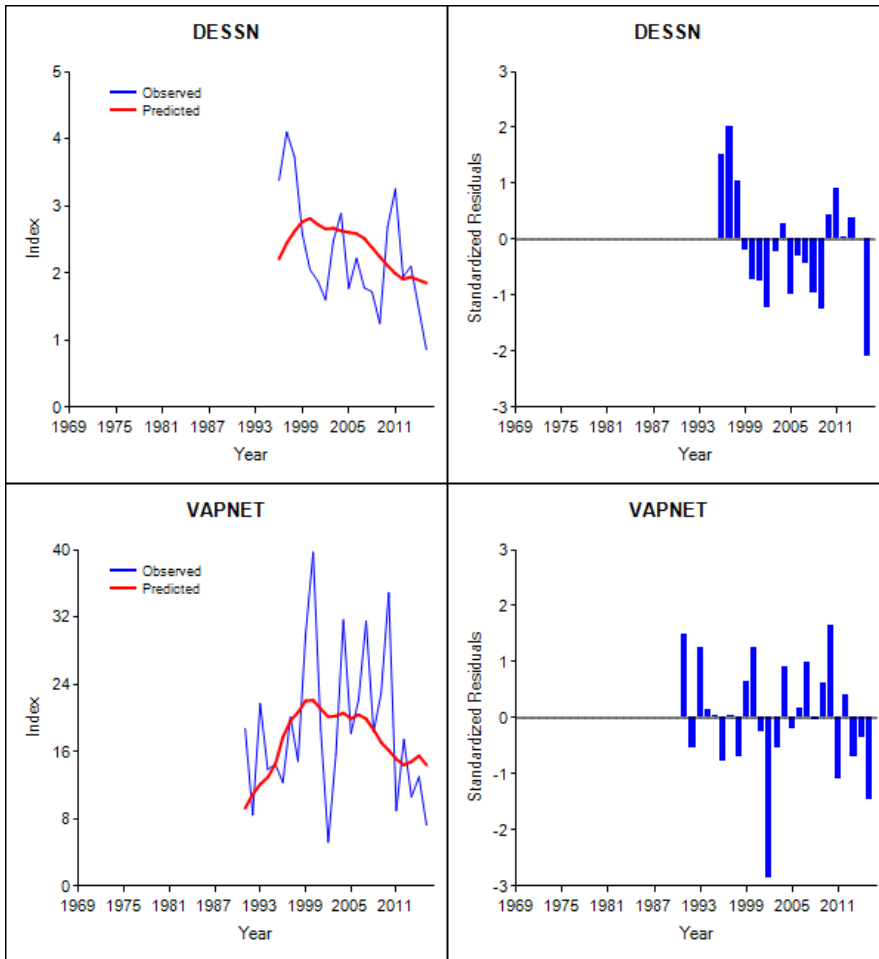 DESSN
5
4
3
2
1
0
Index
Observed
Predicted
1969 1975 1981 1987 1993 1999 2005 2011
Year
DESSN
3
2
1
0
-1
-2
-3
Standardized Residuals
1969 1975 1981 1987 1993 1999 2005 2011
Year
VAPNET
40
32
24
16
8
0
Index
Observed
Predicted
1969 1975 1981 1987 1993 1999 2005 2011
Year
VAPNET
3
2
1
0
-1
-2
-3
Standardized Residuals
1969 1975 1981 1987 1993 1999 2005 2011
Year